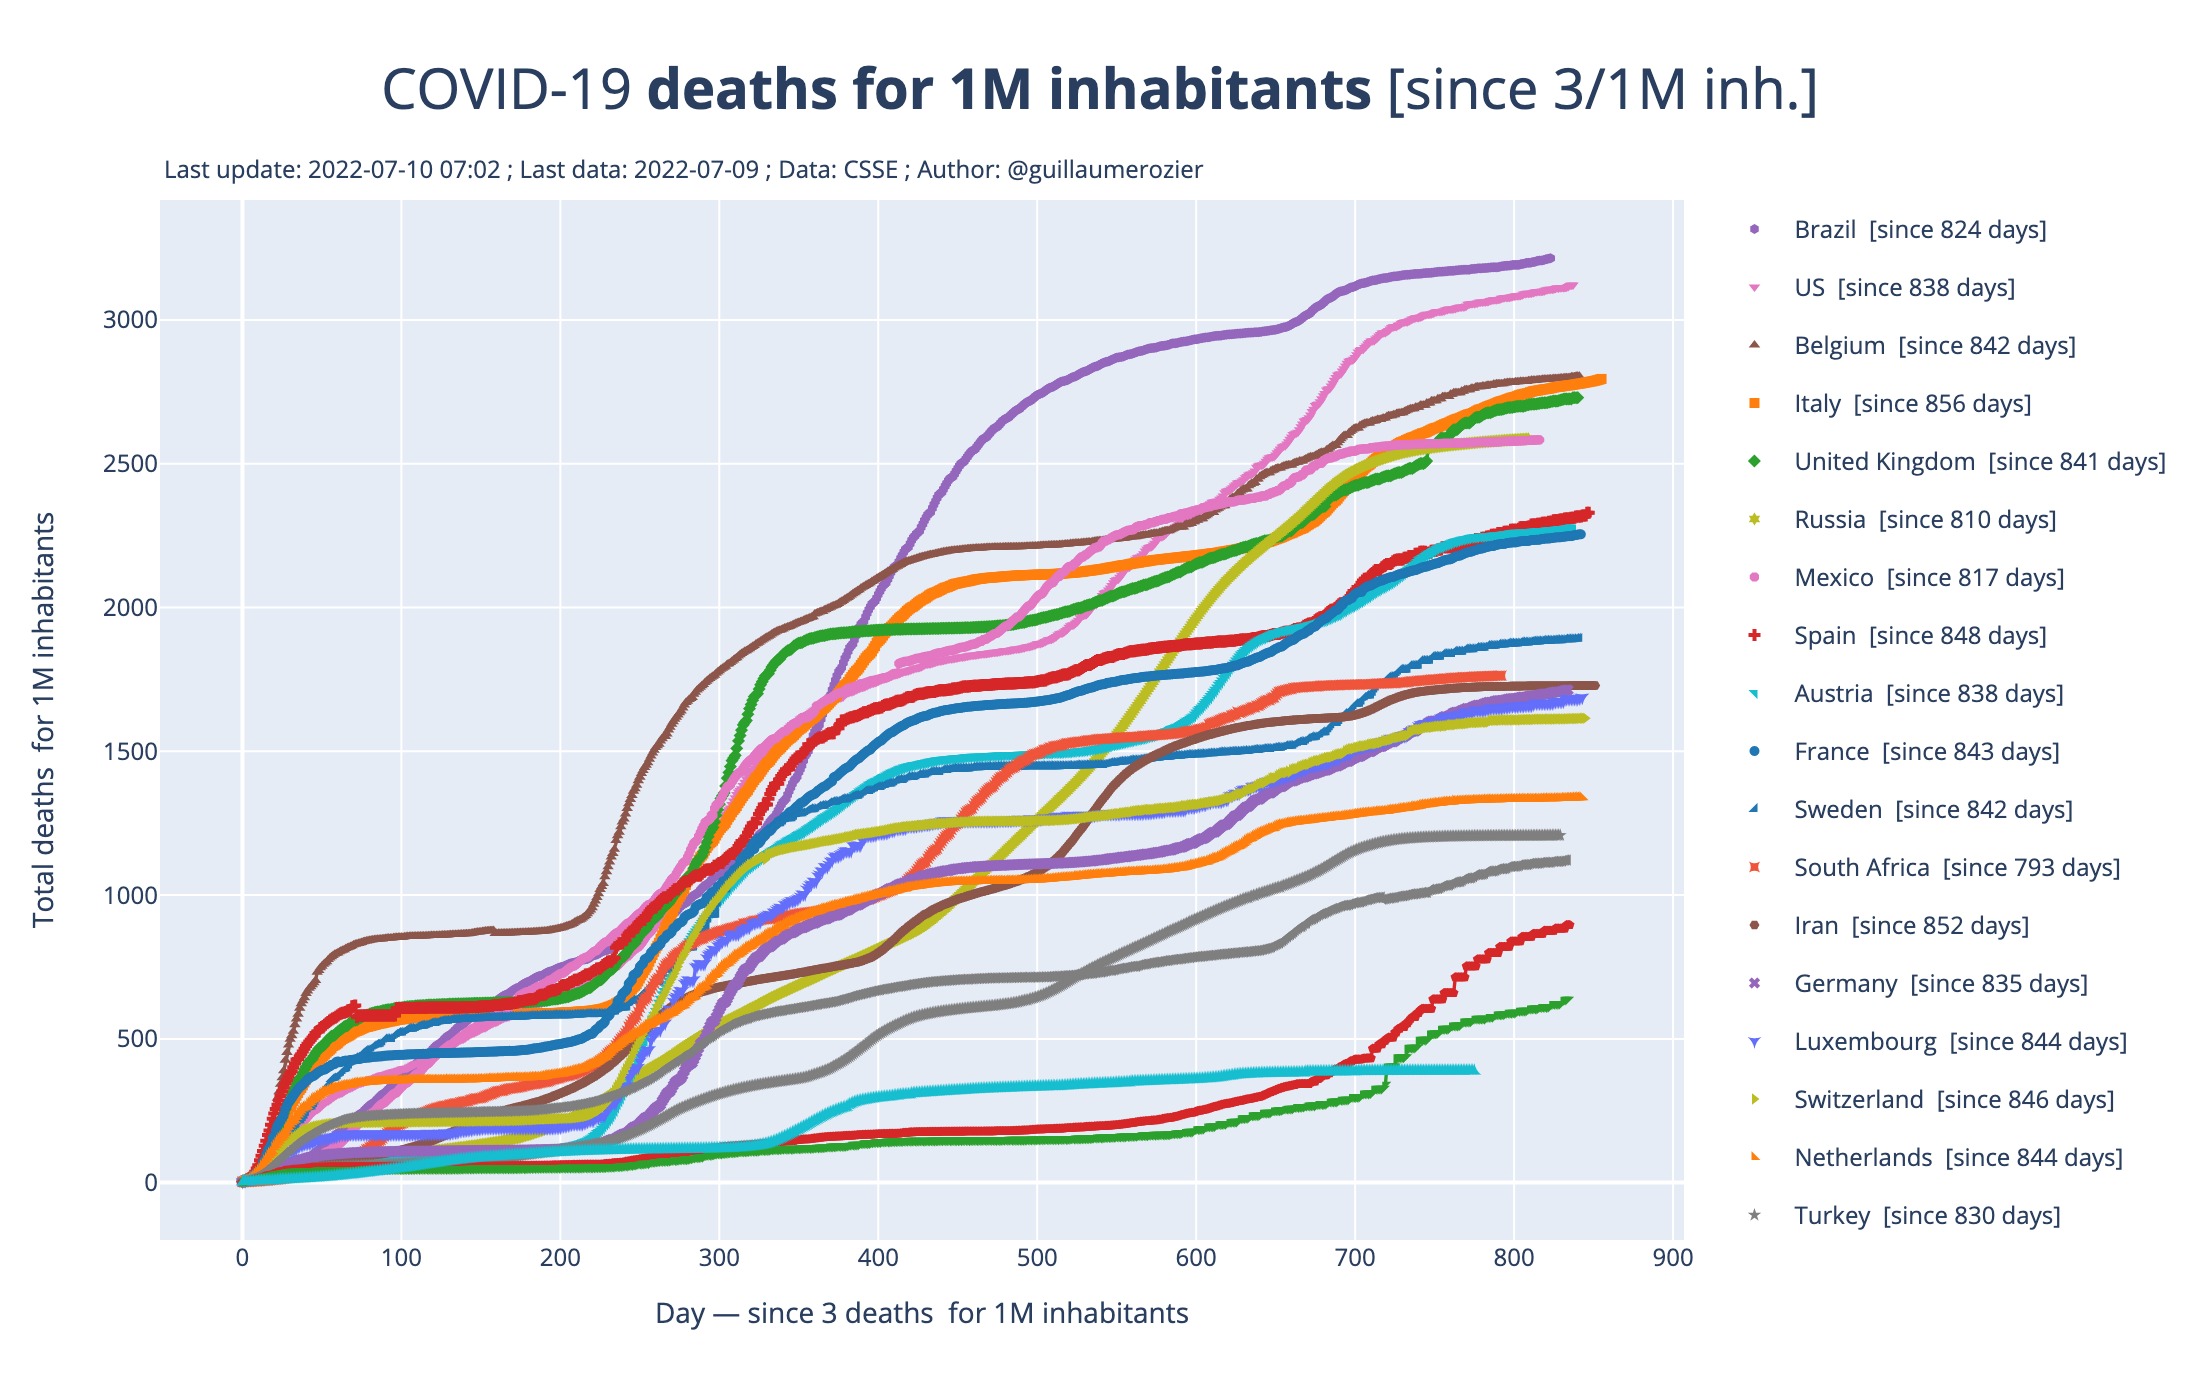 COVID-19 deaths for 1M inhabitants [since 3/1M inh.]
Last update: 2022-07-10 07:02 ; Last data: 2022-07-09 ; Data: CSSE ; Author: @guillaumerozier
Total deaths for 1M inhabitants
3000
2500
2000
1500
1000
500
0
0 100 200 300 400 500 600 700 800 900
Day — since 3 deaths for 1M inhabitants
Brazil [since 824 days]
US [since 838 days]
Belgium [since 842 days]
Italy [since 856 days]
United Kingdom [since 841 days]
Russia [since 810 days]
Mexico [since 817 days]
Spain [since 848 days]
Austria [since 838 days]
France [since 843 days]
Sweden [since 842 days]
South Africa [since 793 days]
Iran [since 852 days]
Germany [since 835 days]
Luxembourg [since 844 days]
Switzerland [since 846 days]
Netherlands [since 844 days]
Turkey [since 830 days]